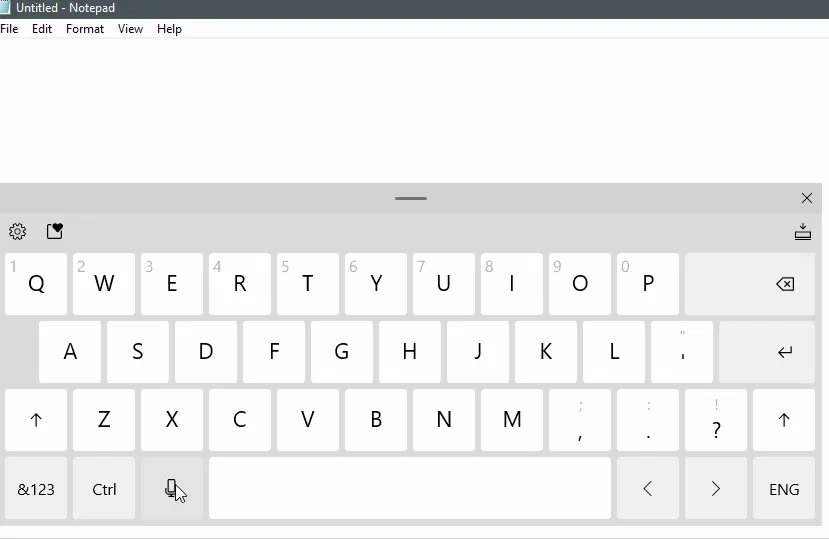 Untitled - Notepad
File Edit Format View Help
1 Q 2 W 3 E 4 R 5 T 6 Y 7 U 8 I 9 O 0 P
A S D F G H J K L " '
Z X C V B N M ; , : . ! ?
&123 Ctrl < > ENG